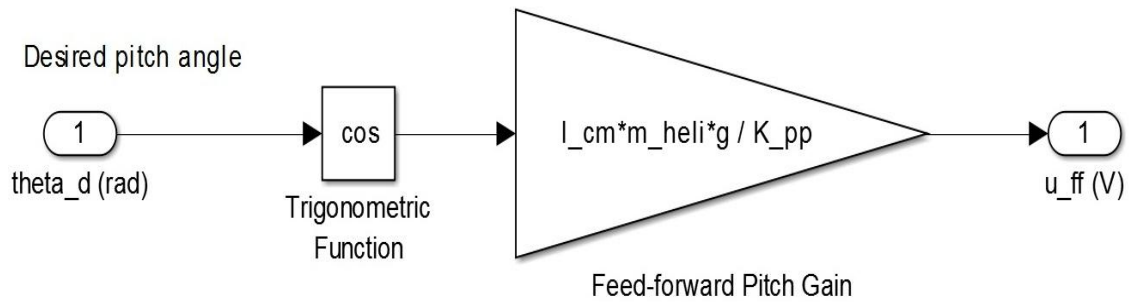 Desired pitch angle
1
theta_d (rad)
cos
Trigonometric
Function
l_cm*m_heli*g / K_pp
Feed-forward Pitch Gain
1
u_ff (V)